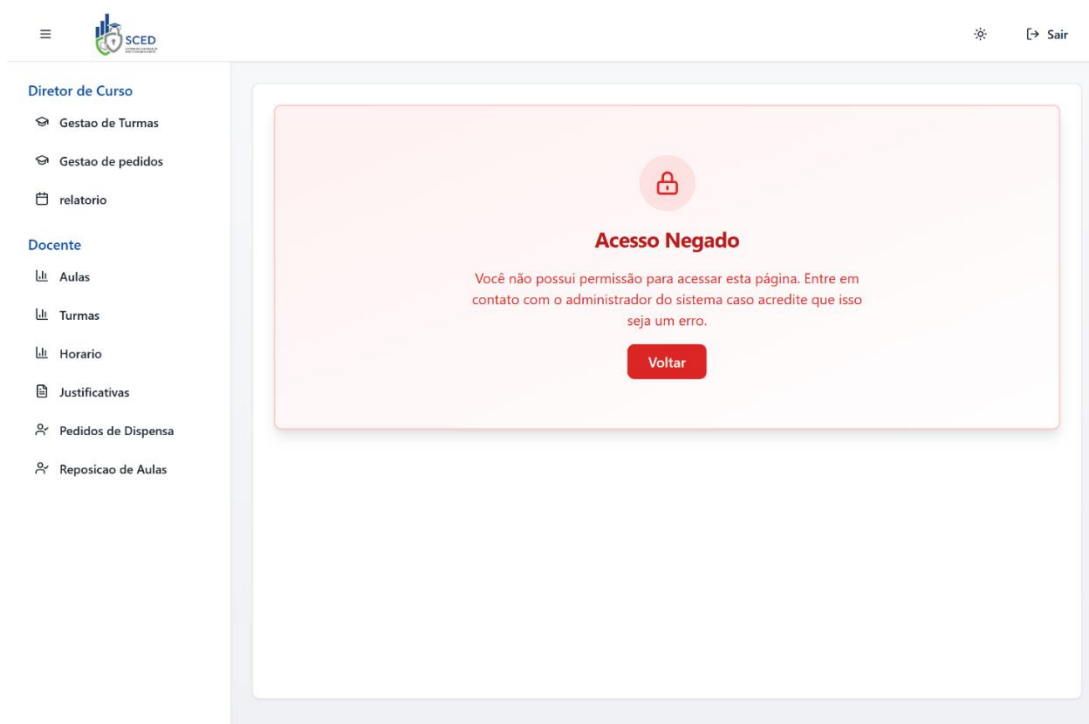 SCED
Sair
Diretor de Curso
Gestao de Turmas
Gestao de pedidos
relatorio
Docente
Aulas
Turmas
Horario
Justificativas
Pedidos de Dispensa
Reposicao de Aulas
Acesso Negado
Você não possui permissão para acessar esta página. Entre em
contato com o administrador do sistema caso acredite que isso
seja um erro.
Voltar